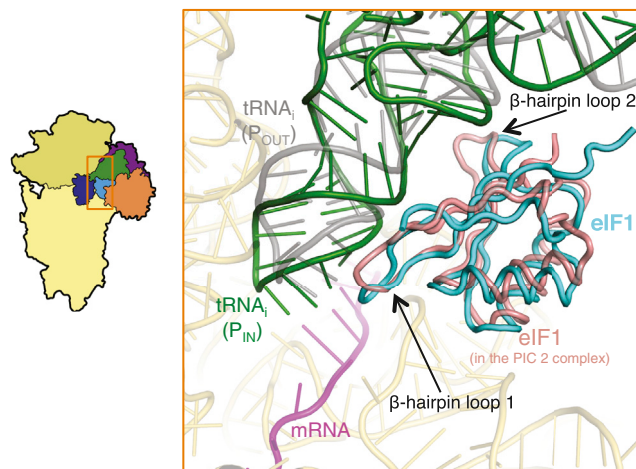 β-hairpin loop 2
tRNAi
(POUT)
eIF1
tRNAi
(PIN)
eIF1
(in the PIC 2 complex)
β-hairpin loop 1
mRNA